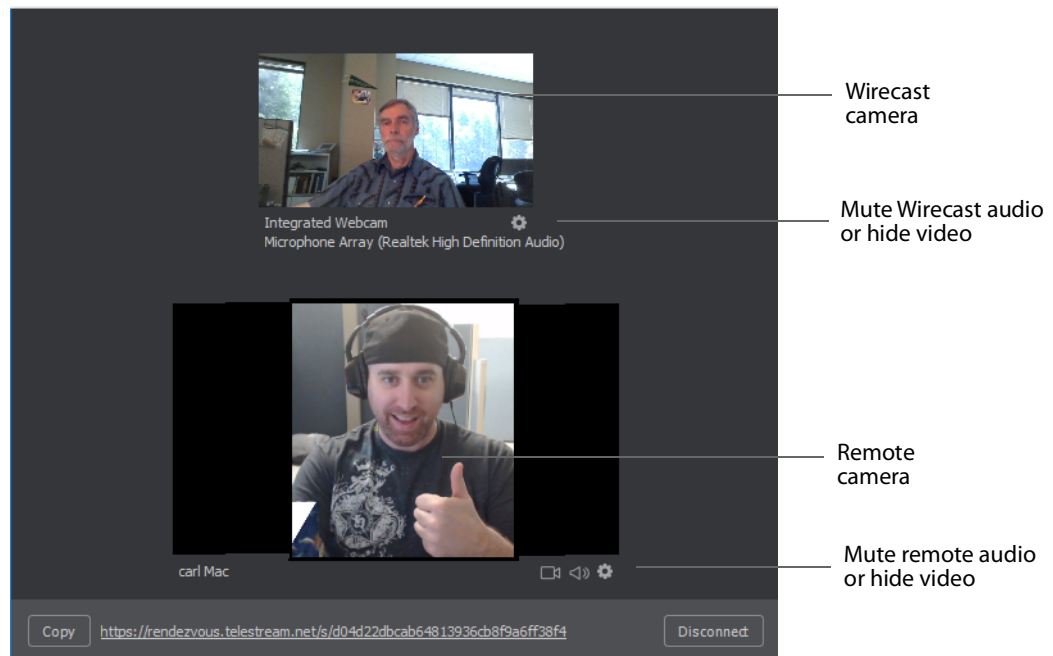 Wirecast
camera
Integrated Webcam
Microphone Array (Realtek High Definition Audio)
Mute Wirecast audio
or hide video
Remote
camera
carl Mac
Mute remote audio
or hide video
Copy
https://rendezvous.telestream.net/s/d04d22dbcab64813936cb8f9a6ff38f4
Disconnect